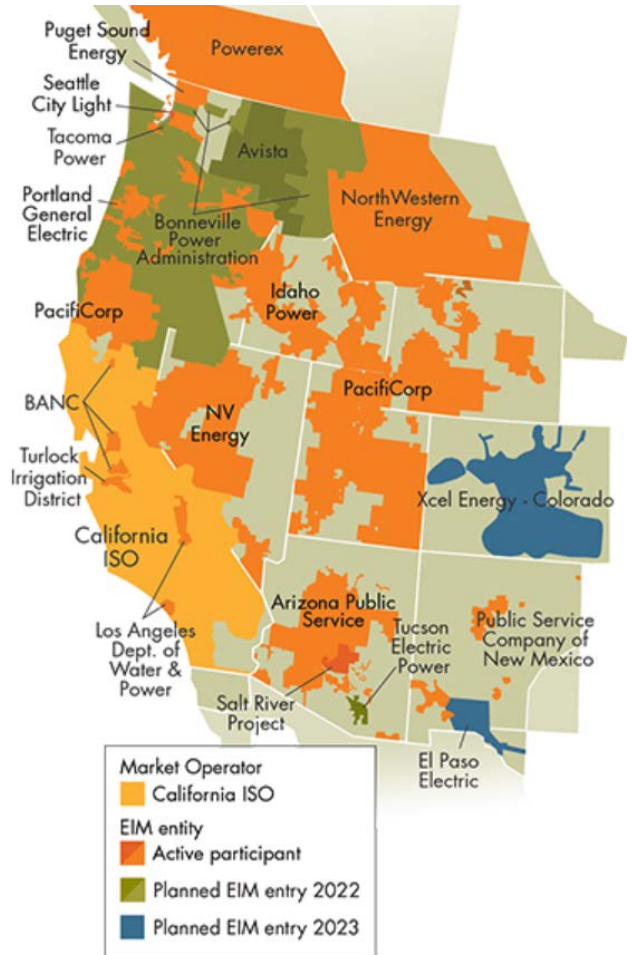 Puget Sound
Energy
Powerex
Seattle
City Light
Tacoma
Power
Avista
Portland
General
Electric
NorthWestern
Energy
Bonneville
Power
Administration
PacifiCorp
Idaho
Power
BANC
NV
Energy
PacifiCorp
Turlock
Irrigation
District
Xcel Energy - Colorado
California
ISO
Arizona Public
Service
Tucson
Electric
Power
Public Service
Company of
New Mexico
Los Angeles
Dept. of
Water &
Power
Salt River
Project
El Paso
Electric
Market Operator
California ISO
EIM entity
Active participant
Planned EIM entry 2022
Planned EIM entry 2023